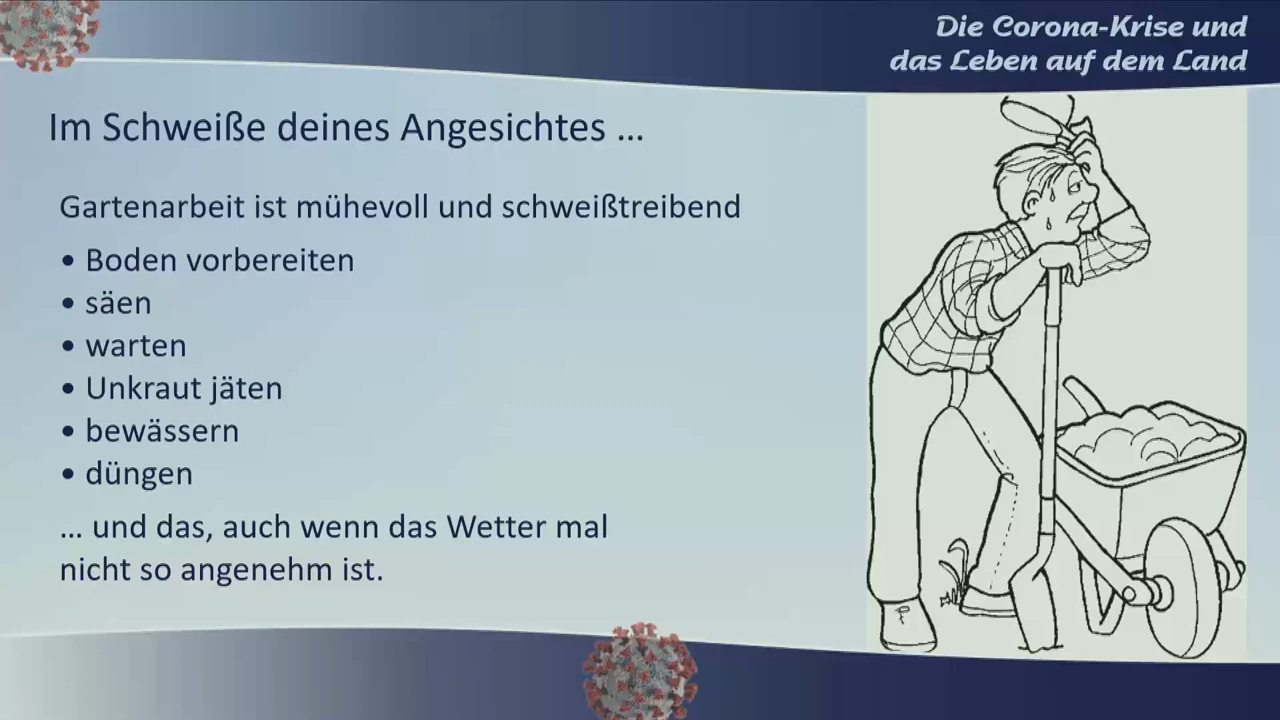 Die Corona-Krise und
das Leben auf dem Land
Im Schweiße deines Angesichtes ...
Gartenarbeit ist mühevoll und schweißtreibend
• Boden vorbereiten
• säen
• warten
• Unkraut jäten
• bewässern
• düngen
... und das, auch wenn das Wetter mal
nicht so angenehm ist.